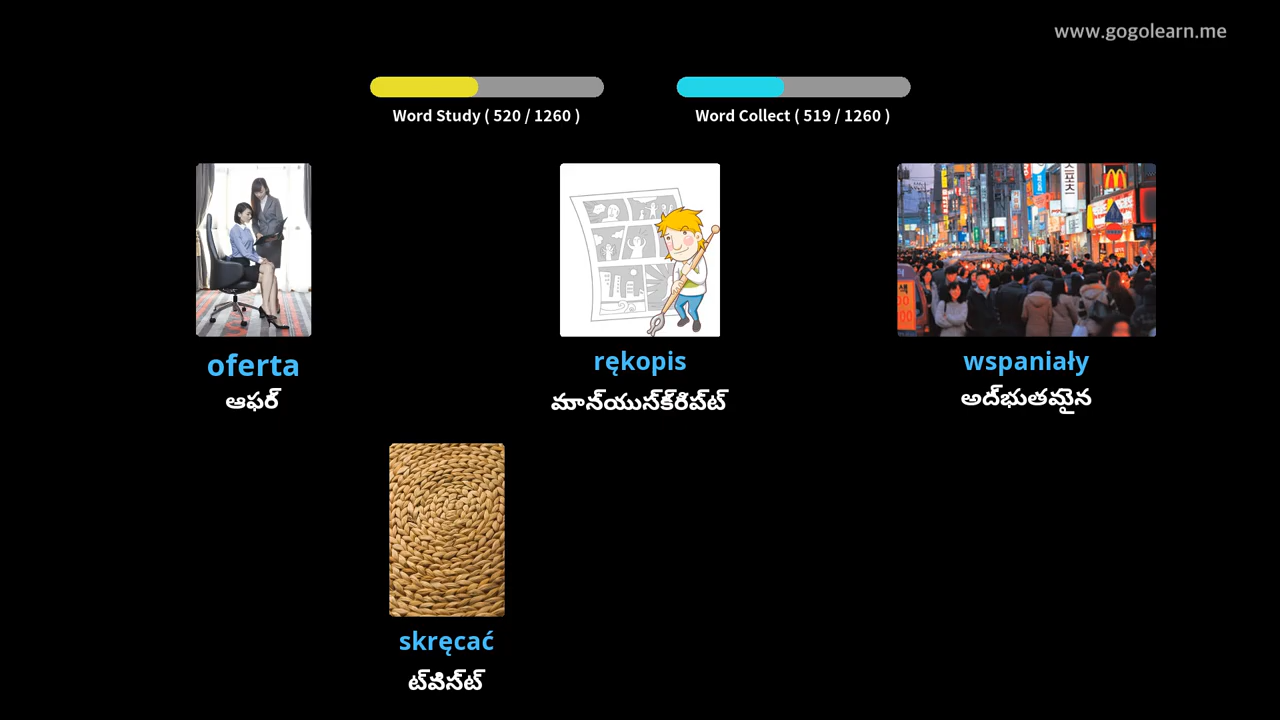 www.gogolearn.me
Word Study ( 520 / 1260 )
Word Collect ( 519 / 1260 )
oferta
ఆఫర్
rękopis
మాన్‌యుస్‌క్‌రిప్‌ట్
wspaniały
అద్‌భుతమైన
skręcać
ట్‌విస్‌ట్